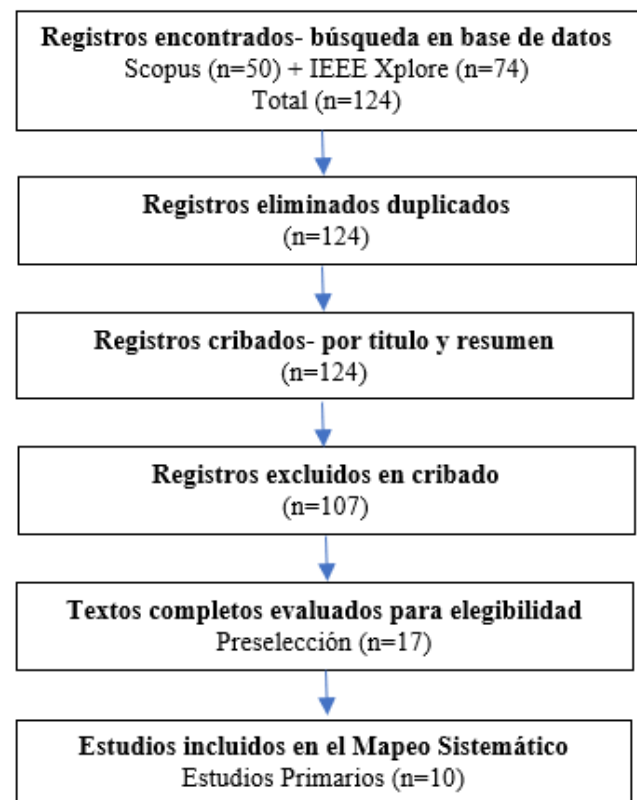 Registros encontrados- búsqueda en base de datos
Scopus (n=50) + IEEE Xplore (n=74)
Total (n=124)
Registros eliminados duplicados
(n=124)
Registros cribados- por titulo y resumen
(n=124)
Registros excluidos en cribado
(n=107)
Textos completos evaluados para elegibilidad
Preselección (n=17)
Estudios incluidos en el Mapeo Sistemático
Estudios Primarios (n=10)